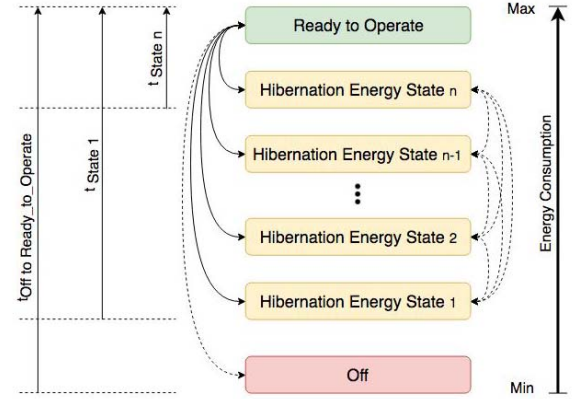 Max
Ready to Operate
t State n
Hibernation Energy State n
t State 1
Hibernation Energy State n-1
tOff to Ready_to_Operate
Energy Consumption
Hibernation Energy State 2
Hibernation Energy State 1
Off
Min